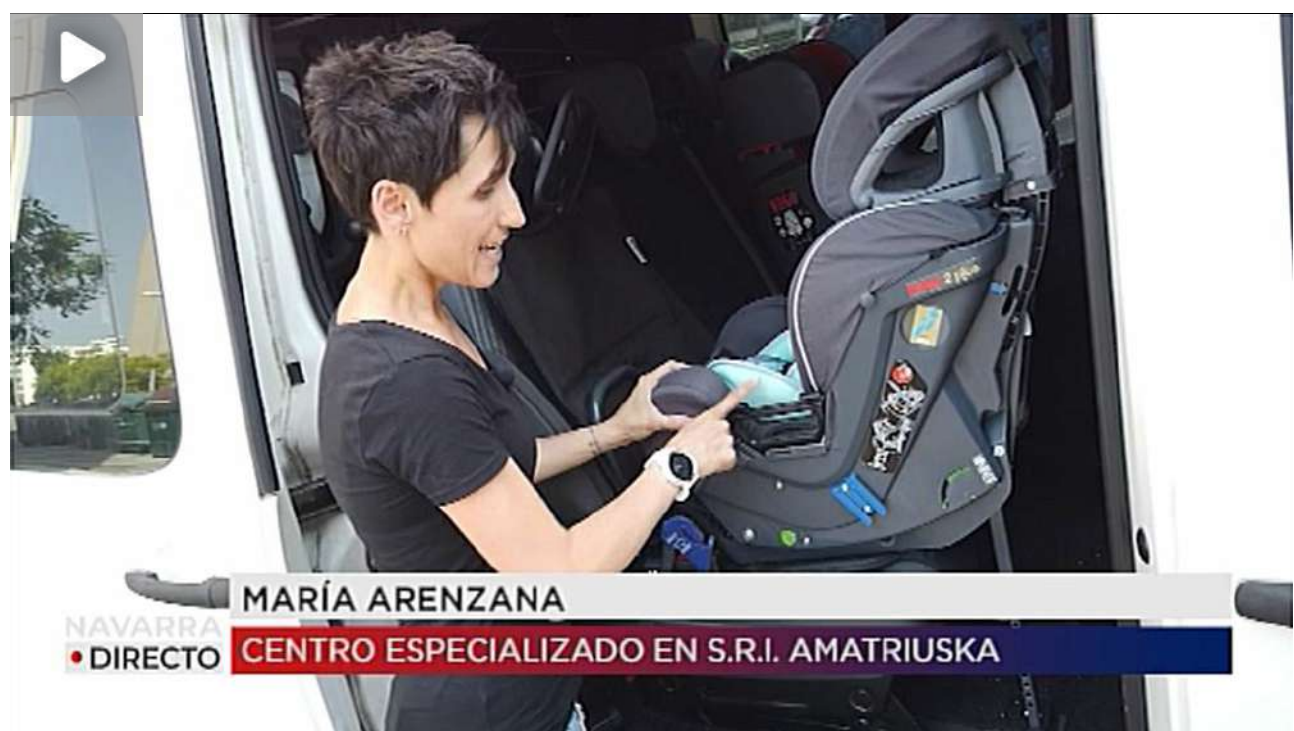 MARÍA ARENZANA
NAVARRA
DIRECTO
CENTRO ESPECIALIZADO EN S.R.I. AMATRIUSKA